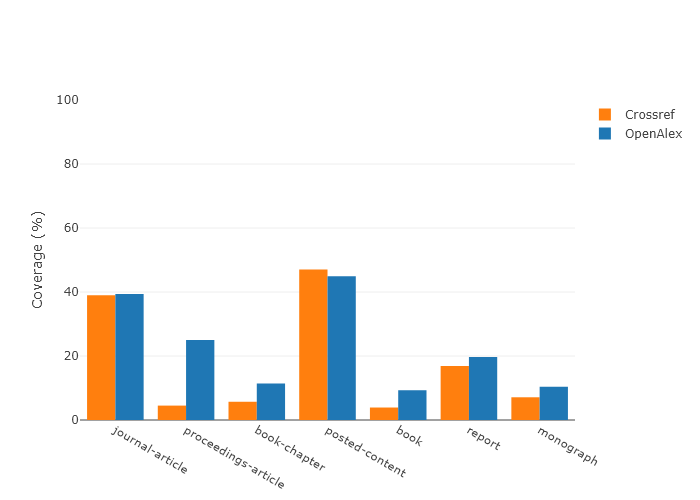 100
80
60
40
20
0
Coverage (%)
journal-article
proceedings-article
book-chapter
posted-content
book
report
monograph
Crossref
OpenAlex